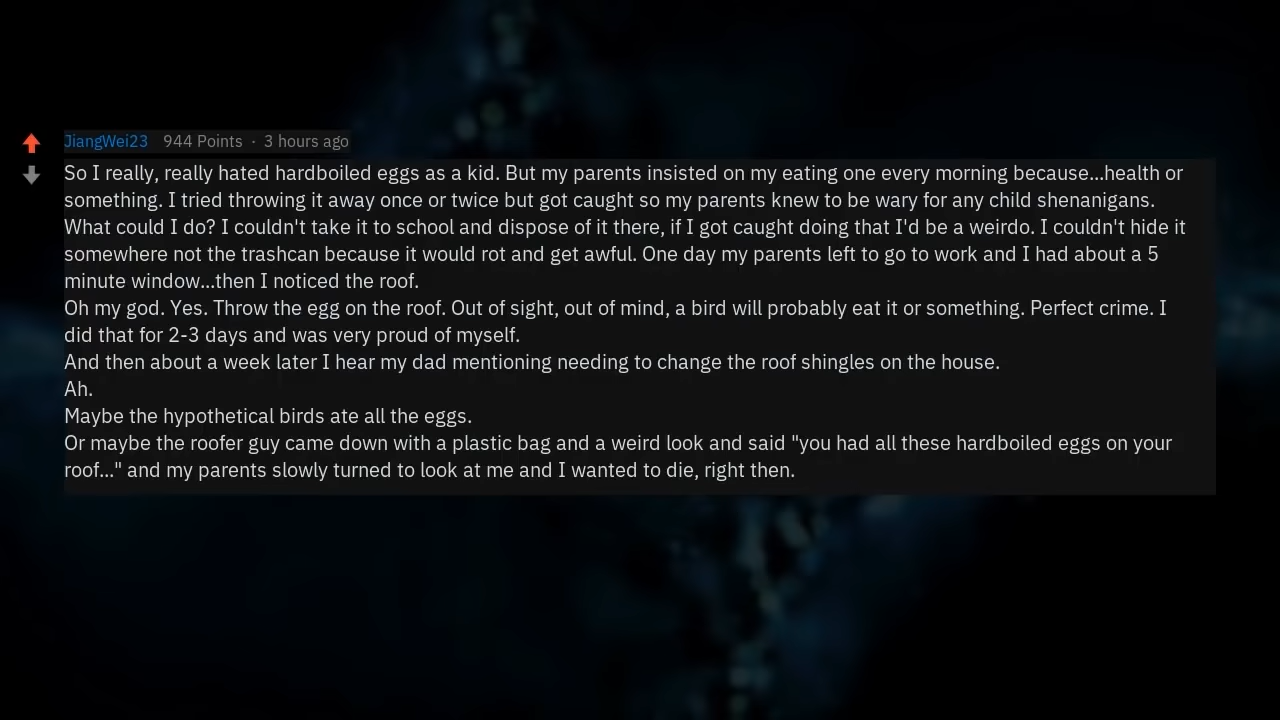 JiangWei23 944 Points · 3 hours ago
So I really, really hated hardboiled eggs as a kid. But my parents insisted on my eating one every morning because...health or
something. I tried throwing it away once or twice but got caught so my parents knew to be wary for any child shenanigans.
What could I do? I couldn't take it to school and dispose of it there, if I got caught doing that I'd be a weirdo. I couldn't hide it
somewhere not the trashcan because it would rot and get awful. One day my parents left to go to work and I had about a 5
minute window...then I noticed the roof.
Oh my god. Yes. Throw the egg on the roof. Out of sight, out of mind, a bird will probably eat it or something. Perfect crime. I
did that for 2-3 days and was very proud of myself.
And then about a week later I hear my dad mentioning needing to change the roof shingles on the house.
Ah.
Maybe the hypothetical birds ate all the eggs.
Or maybe the roofer guy came down with a plastic bag and a weird look and said "you had all these hardboiled eggs on your
roof..." and my parents slowly turned to look at me and I wanted to die, right then.